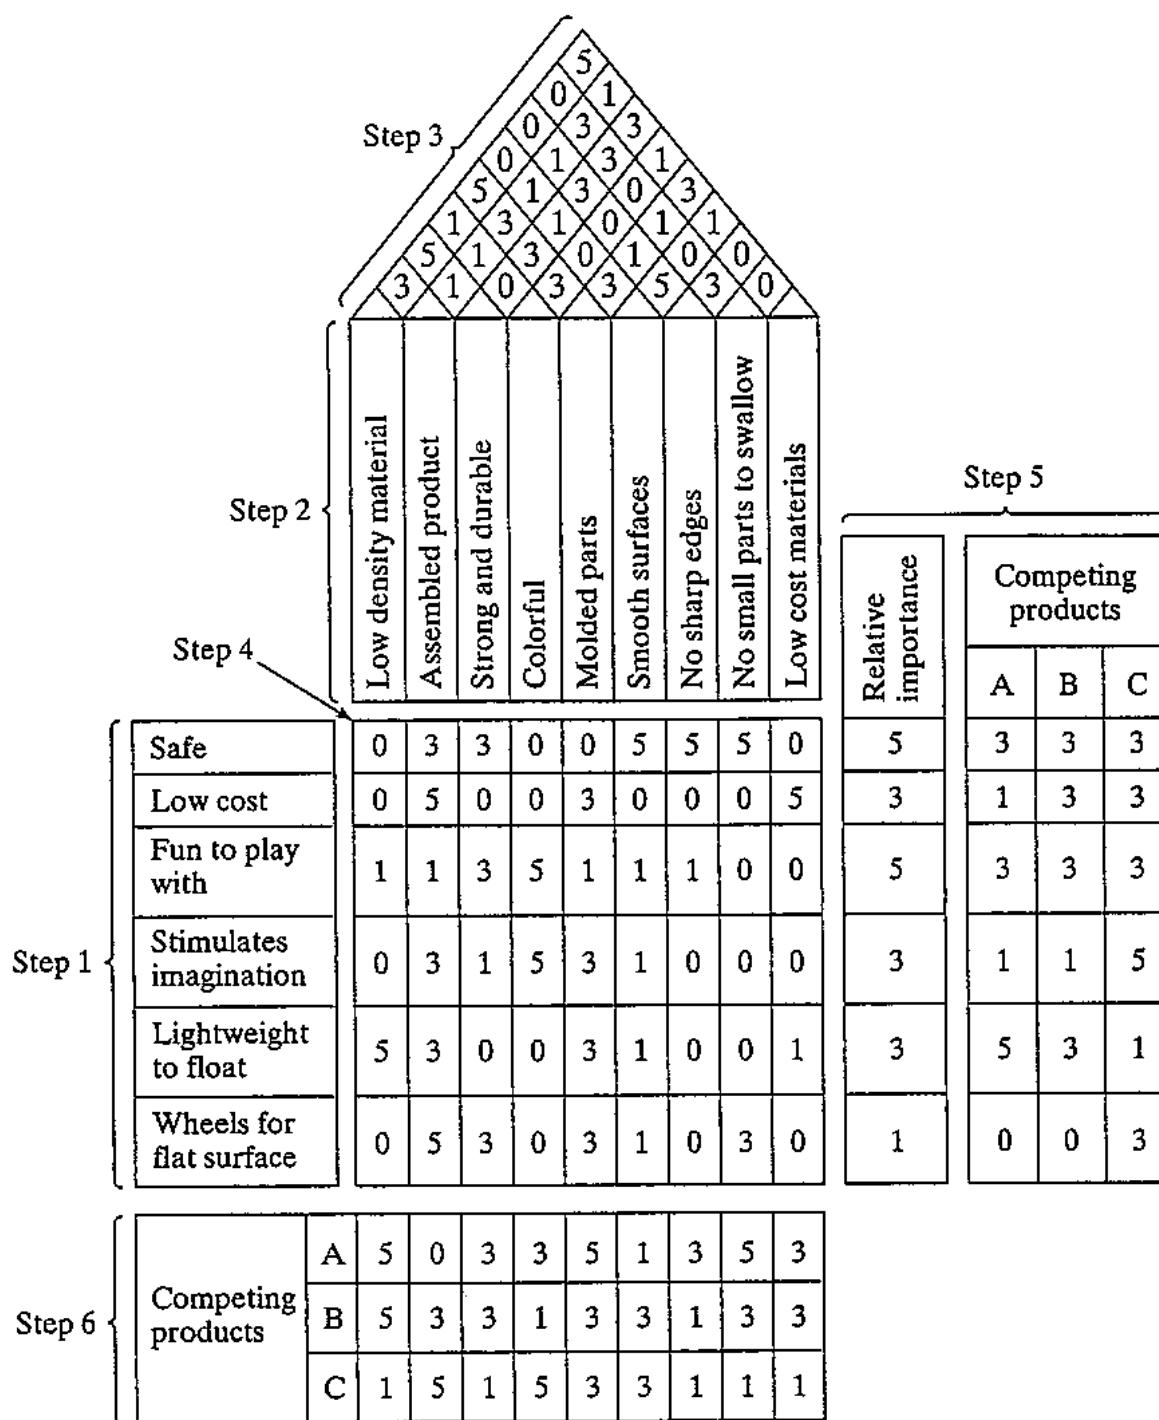 5
0 1
Step 3
0 3 3
0 1 3 1
5 1 3 0 3
1 3 1 0 1 1
5 1 3 0 1 0 0
3 1 0 3 3 5 3 0
Step 2
Low density material
Assembled product
Strong and durable
Colorful
Molded parts
Smooth surfaces
No sharp edges
No small parts to swallow
Low cost materials
Step 5
Relative
importance
Competing
products
A B C
Step 4
Step 1
Safe 0 3 3 0 0 5 5 5 0 5 3 3 3
Low cost 0 5 0 0 3 0 0 0 5 3 1 3 3
Fun to play
with 1 1 3 5 1 1 1 0 0 5 3 3 3
Stimulates
imagination 0 3 1 5 3 1 0 0 0 3 1 1 5
Lightweight
to float 5 3 0 0 3 1 0 0 1 3 5 3 1
Wheels for
flat surface 0 5 3 0 3 1 0 3 0 1 0 0 3
Step 6
Competing
products
A 5 0 3 3 5 1 3 5 3
B 5 3 3 1 3 3 1 3 3
C 1 5 1 5 3 3 1 1 1